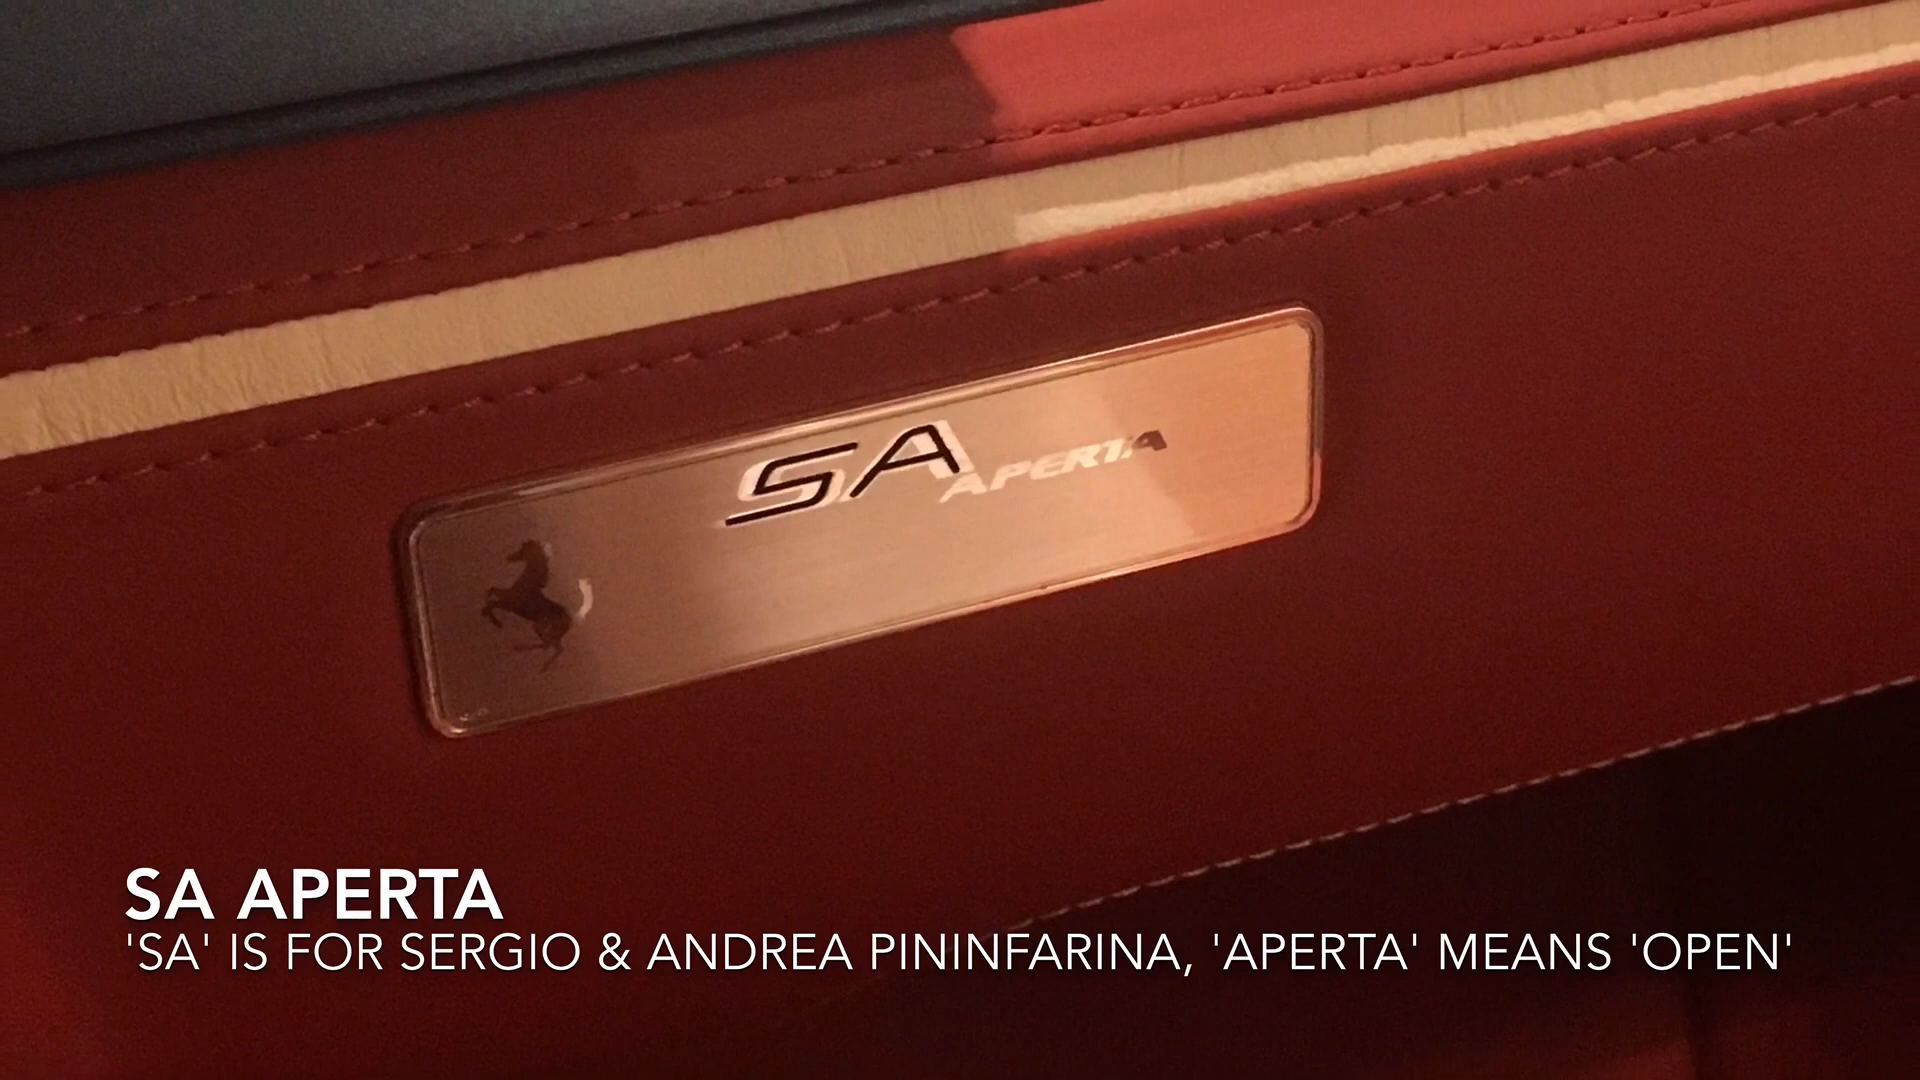 SA APERTA
SA APERTA
'SA' IS FOR SERGIO & ANDREA PININFARINA, 'APERTA' MEANS 'OPEN'